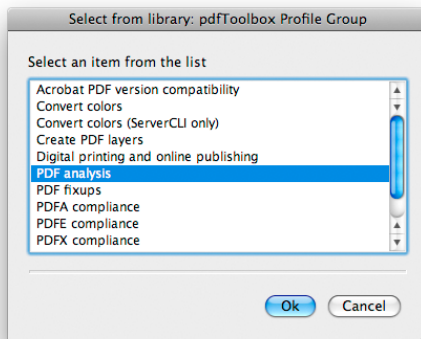 Select from library: pdfToolbox Profile Group
Select an item from the list
Acrobat PDF version compatibility
Convert colors
Convert colors (ServerCLI only)
Create PDF layers
Digital printing and online publishing
PDF analysis
PDF fixups
PDFA compliance
PDFE compliance
PDFX compliance
Ok
Cancel